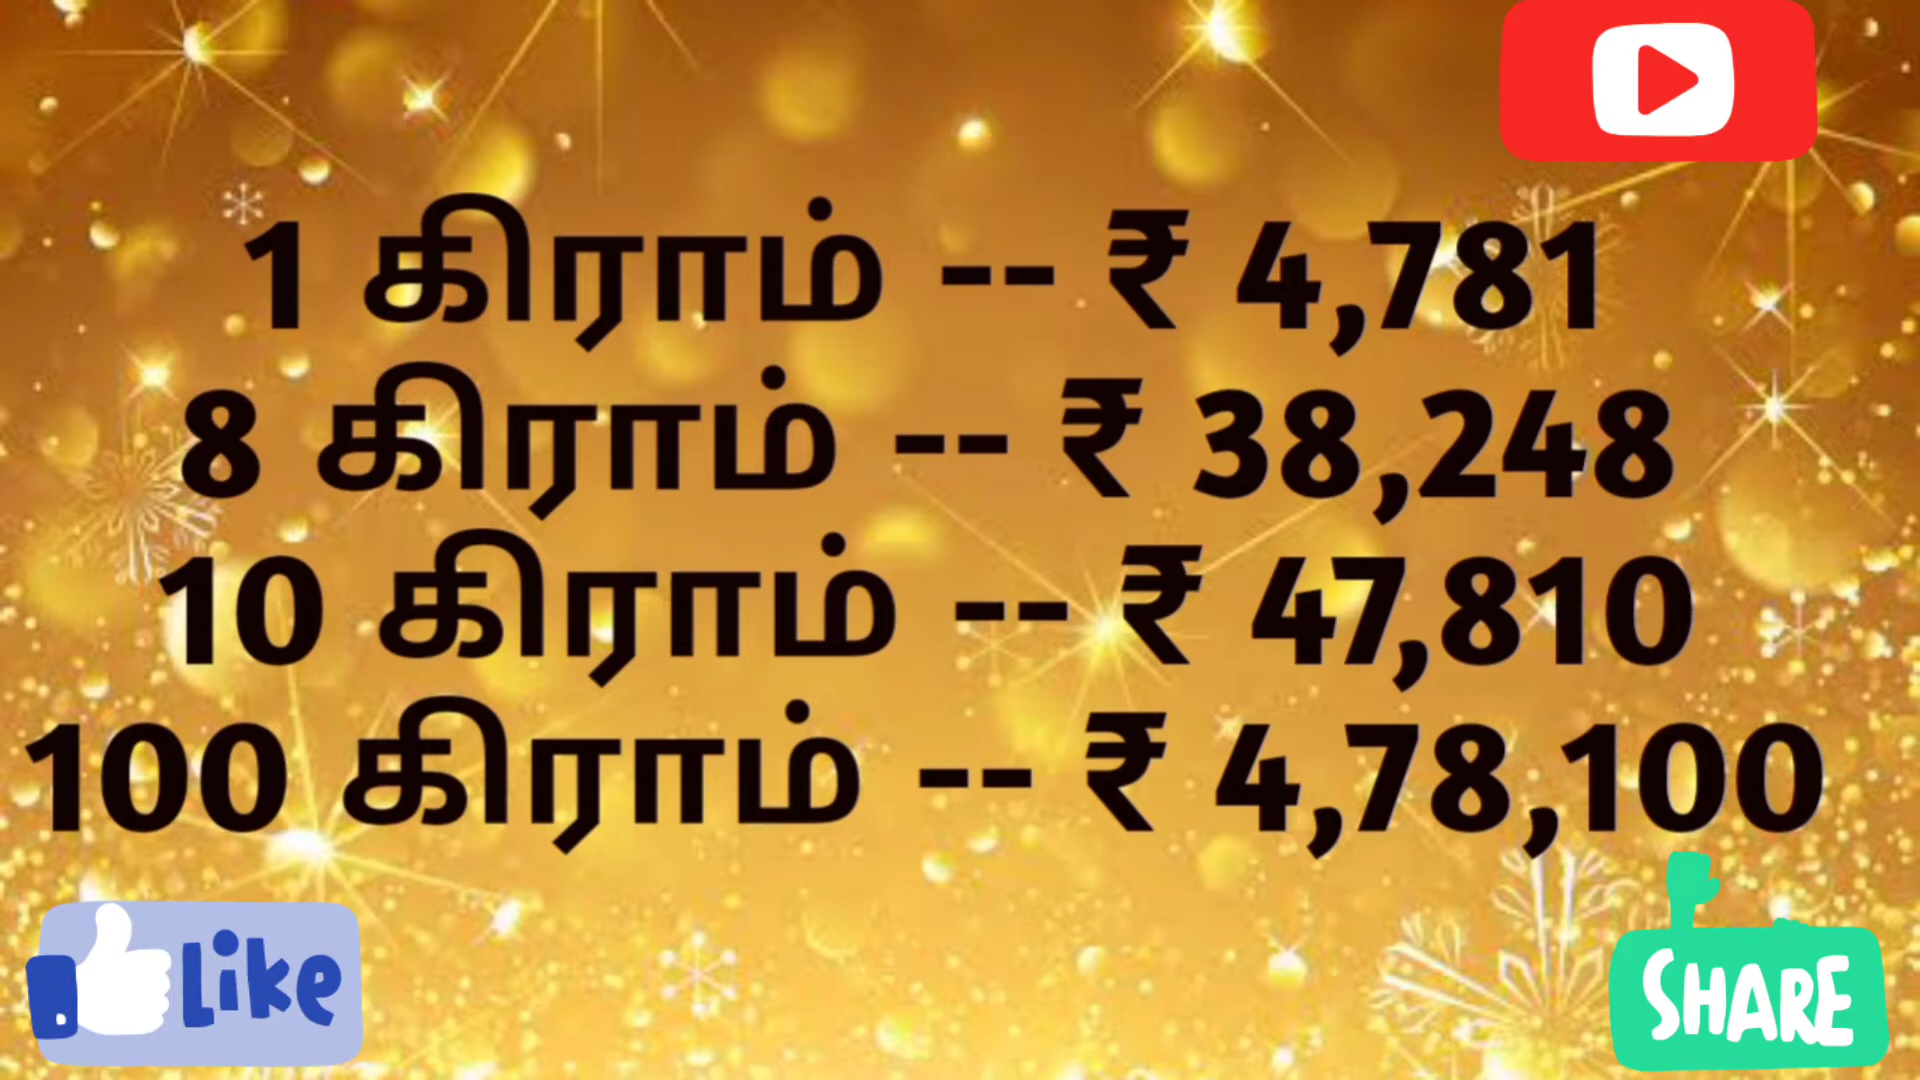 1 கிராம் -- ₹ 4,781
8 கிராம் -- ₹ 38,248
10 கிராம் -- ₹ 47,810
100 கிராம் -- ₹ 4,78,100
Like
SHARE